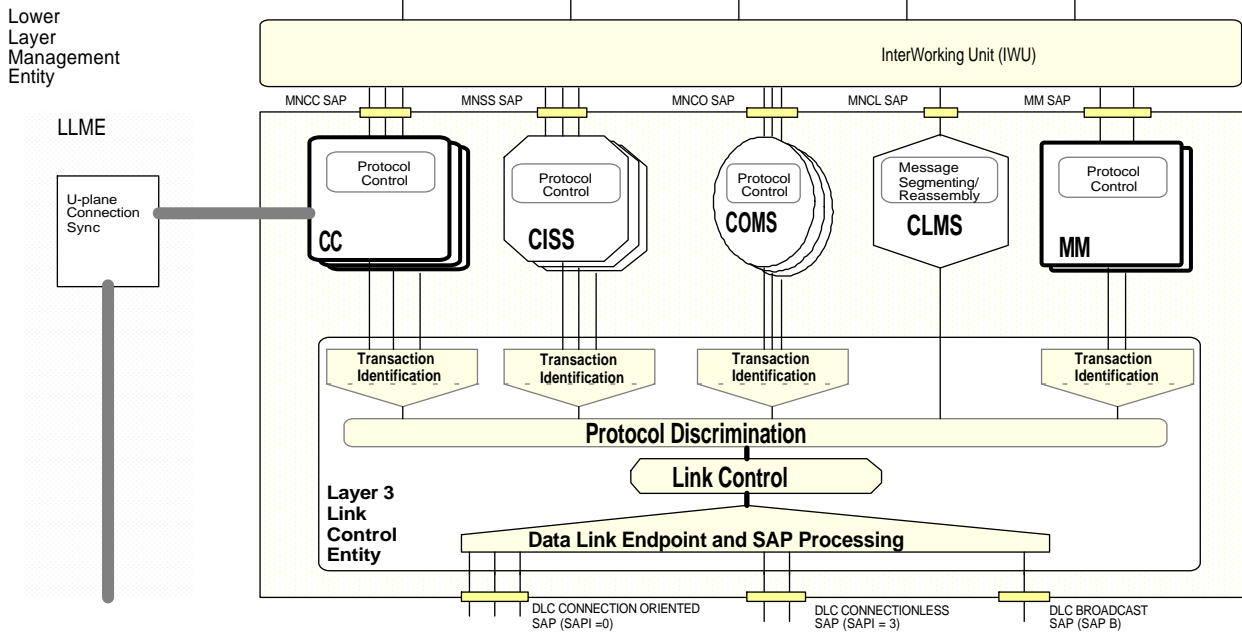 Lower
Layer
Management
Entity
InterWorking Unit (IWU)
MNCC SAP
MNSS SAP
MNCO SAP
MNCL SAP
MM SAP
LLME
U-plane
Connection
Sync
Protocol
Control
CC
Protocol
Control
CISS
Protocol
Control
COMS
Message
Segmenting/
Reassembly
CLMS
Protocol
Control
MM
Transaction
Identification
Transaction
Identification
Transaction
Identification
Transaction
Identification
Protocol Discrimination
Link Control
Layer 3
Link
Control
Entity
Data Link Endpoint and SAP Processing
DLC CONNECTION ORIENTED
SAP (SAPI =0)
DLC CONNECTIONLESS
SAP (SAPI = 3)
DLC BROADCAST
SAP (SAP B)